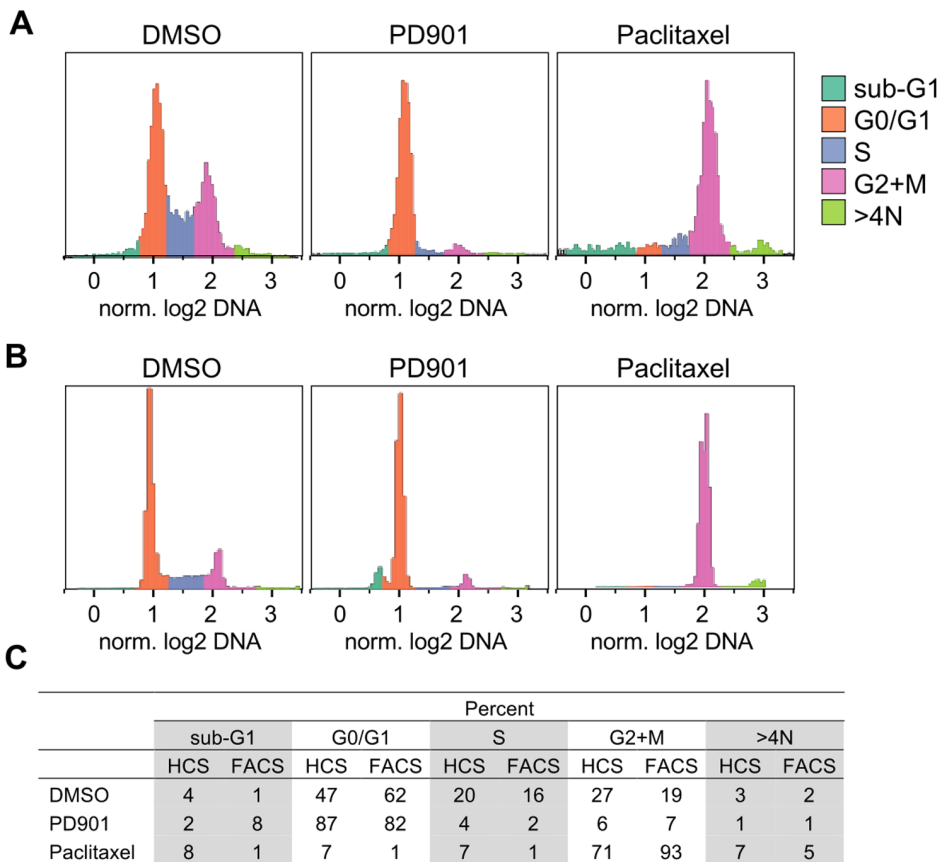 A
DMSO PD901 Paclitaxel
sub-G1
G0/G1
S
G2+M
>4N
0 1 2 3 0 1 2 3 0 1 2 3
norm. log2 DNA norm. log2 DNA norm. log2 DNA
B
DMSO PD901 Paclitaxel
0 1 2 3 0 1 2 3 0 1 2 3
norm. log2 DNA norm. log2 DNA norm. log2 DNA
C
Percent
sub-G1 G0/G1 S G2+M >4N
HCS FACS HCS FACS HCS FACS HCS FACS HCS FACS
DMSO 4 1 47 62 20 16 27 19 3 2
PD901 2 8 87 82 4 2 6 7 1 1
Paclitaxel 8 1 7 1 7 1 71 93 7 5